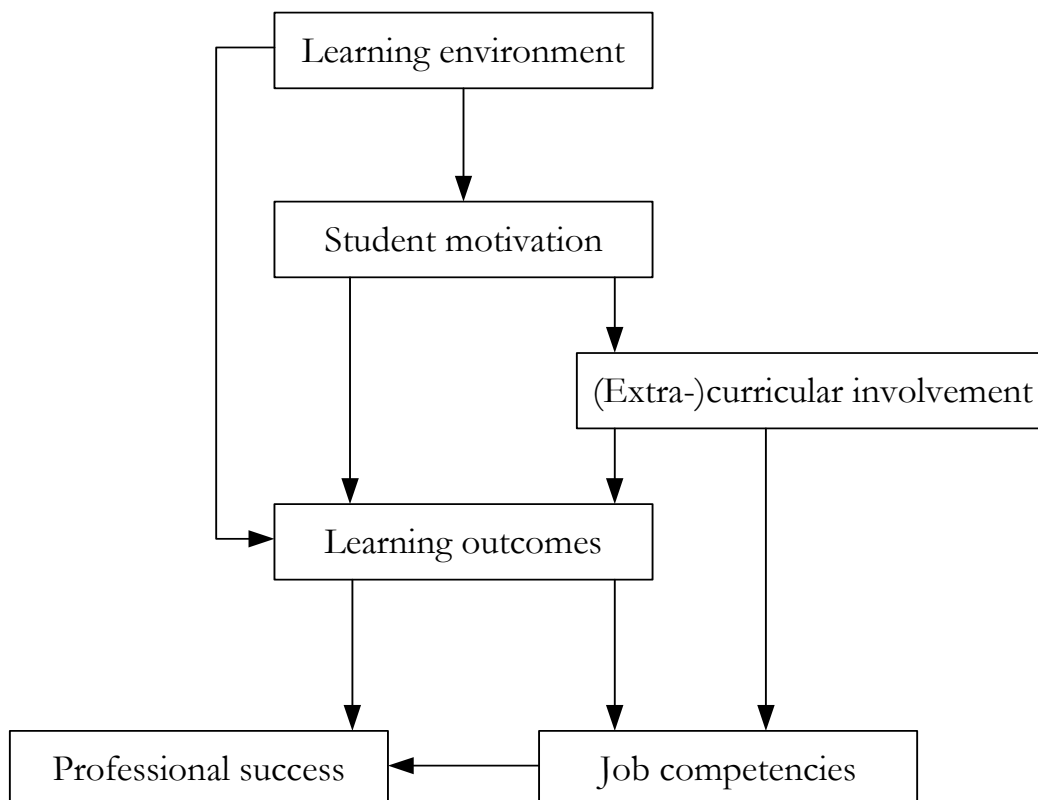 Learning environment
Student motivation
(Extra-)curricular involvement
Learning outcomes
Professional success
Job competencies